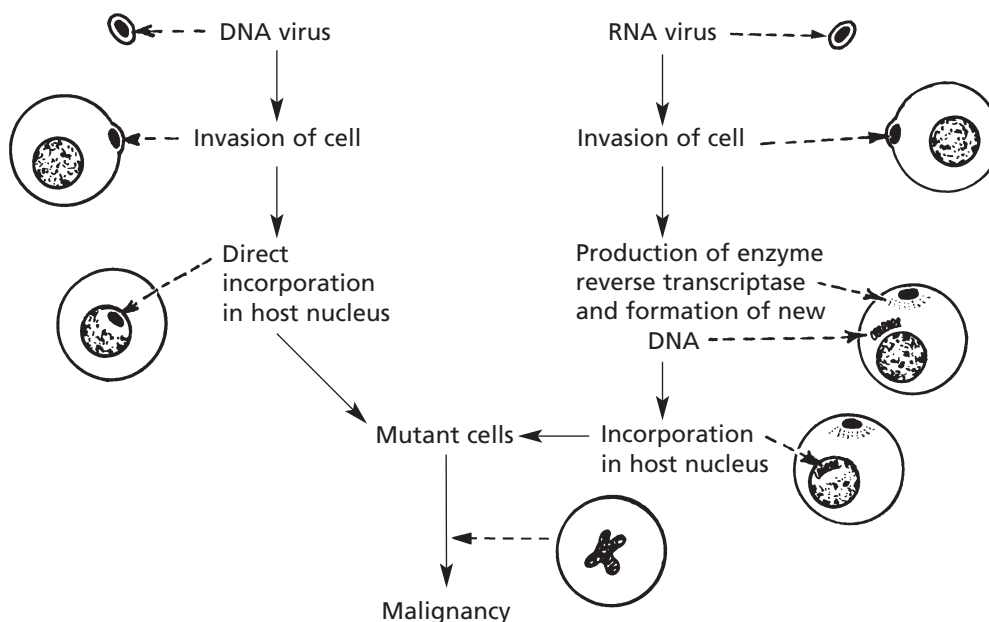 DNA virus
RNA virus
Invasion of cell
Invasion of cell
Direct
incorporation
in host nucleus
Production of enzyme
reverse transcriptase
and formation of new
DNA
Mutant cells
Incorporation
in host nucleus
Malignancy